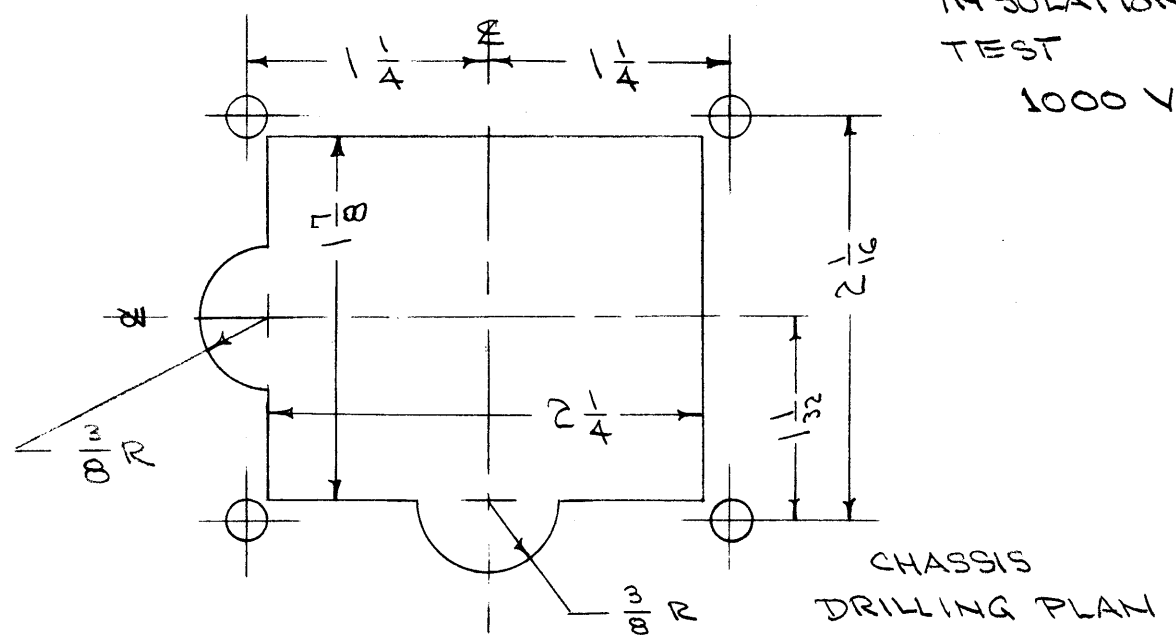 INSULATION
TEST
1000 V
℄
1 1/4
1 1/4
1 7/8
2 1/16
℄
2 1/4
1 1/32
3/8 R
3/8 R
CHASSIS
DRILLING PLAN